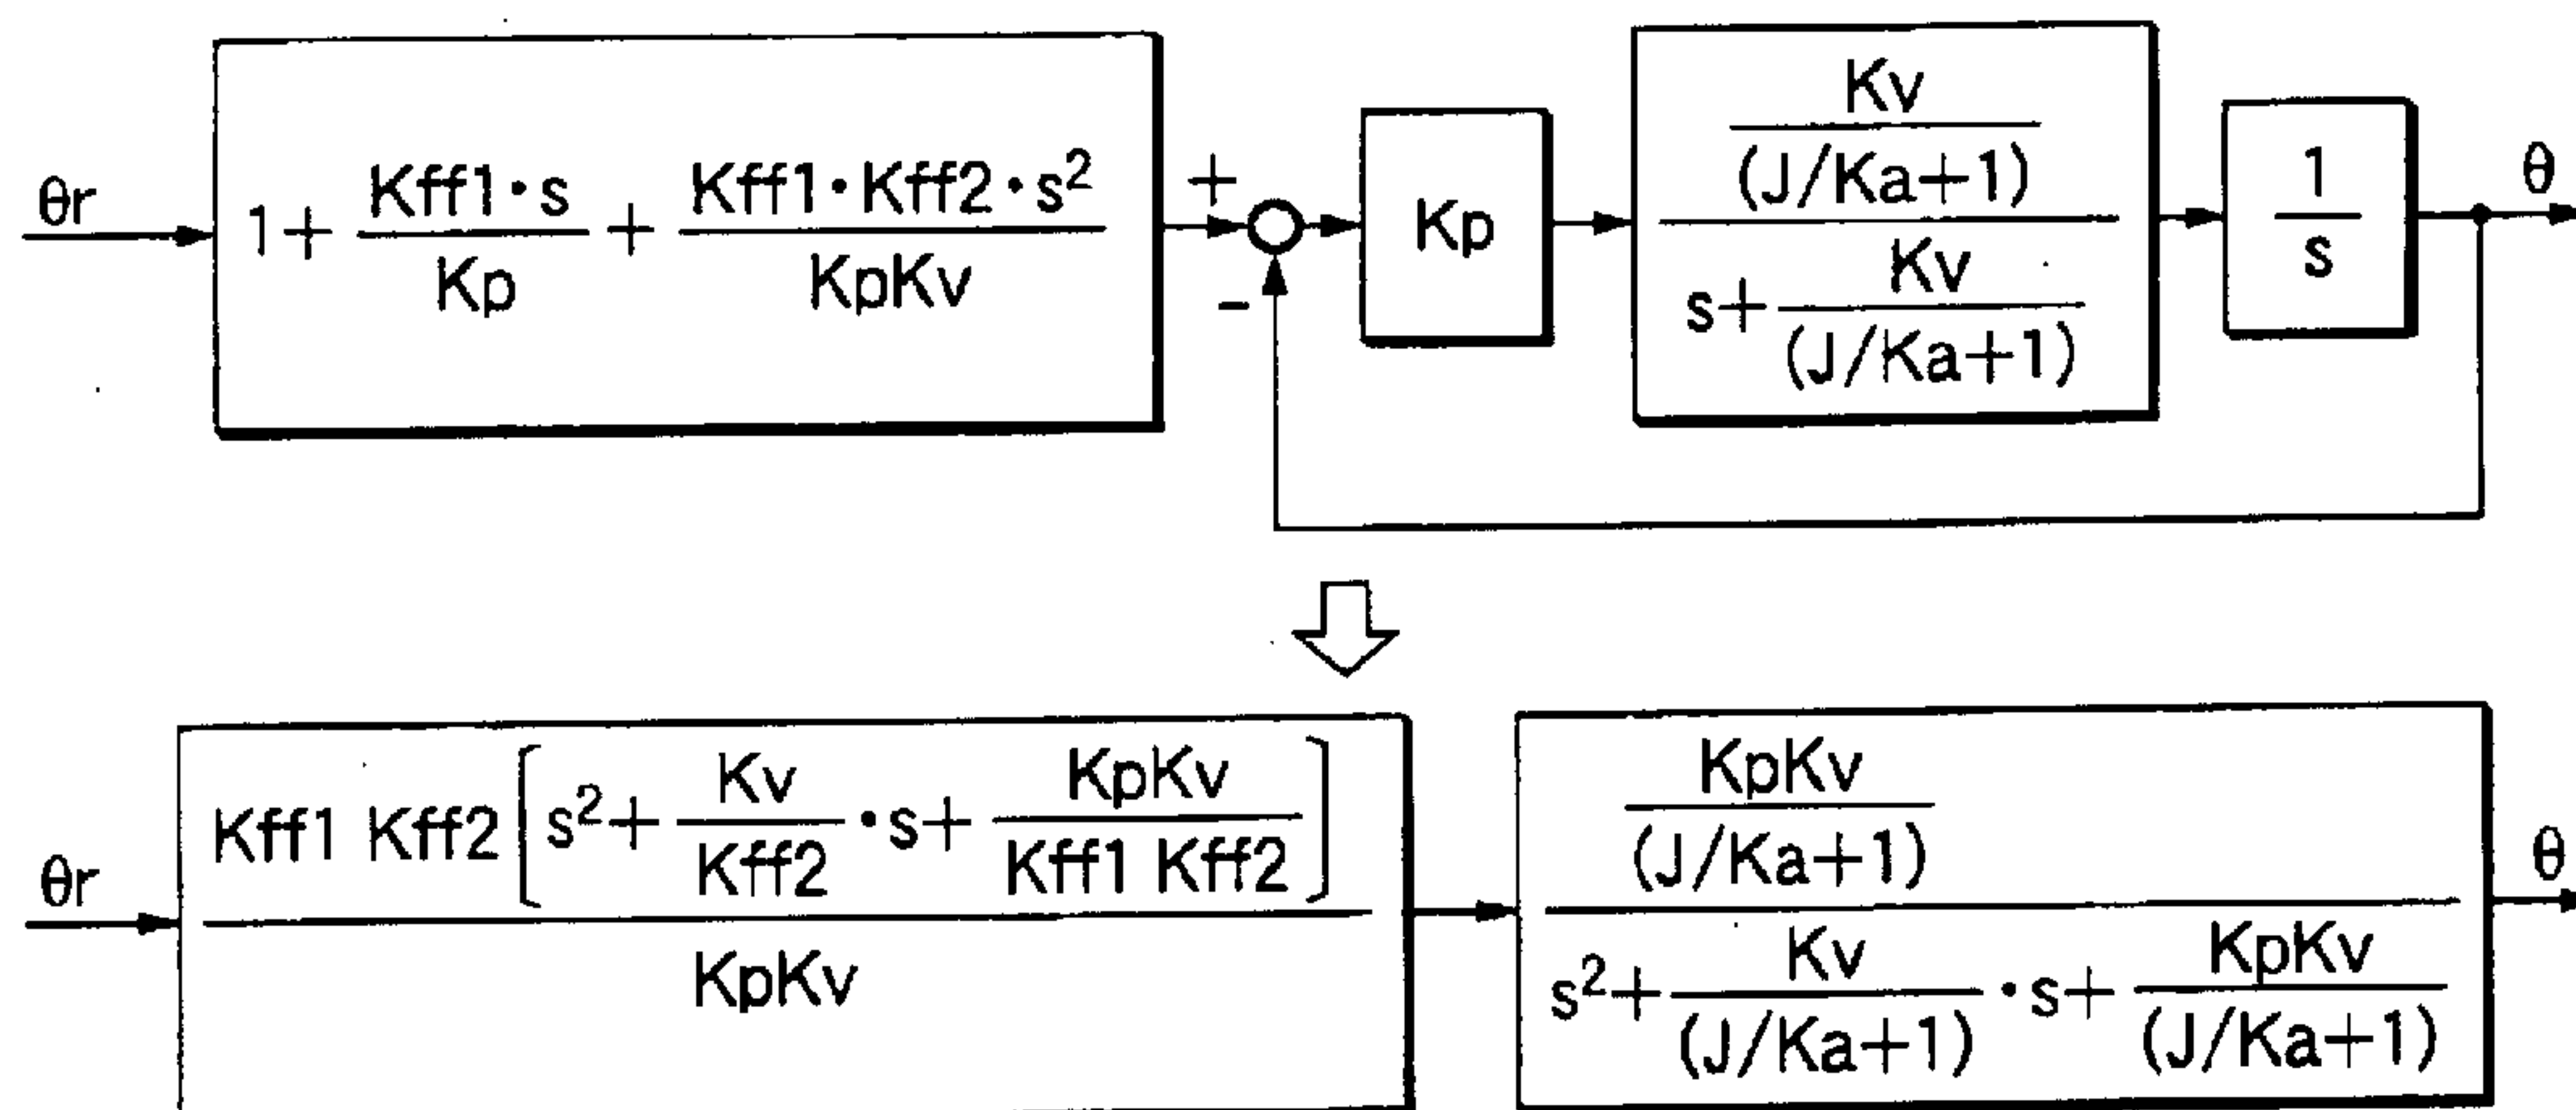 θr
1+ Kff1・s/Kp + Kff1・Kff2・s²/KpKv
+
-
Kp
Kv/(J/Ka+1)
s+ Kv/(J/Ka+1)
1/s
θ
θr
Kff1 Kff2 [s²+ Kv/Kff2 ・s+ KpKv/Kff1 Kff2]
KpKv
KpKv/(J/Ka+1)
s²+ Kv/(J/Ka+1) ・s+ KpKv/(J/Ka+1)
θ